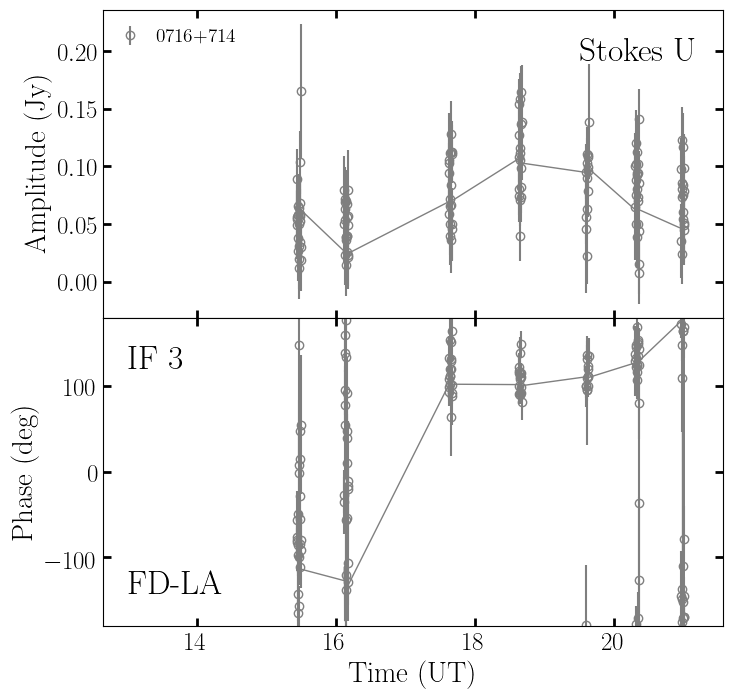 0716+714
Stokes U
0.20
0.15
0.10
0.05
0.00
Amplitude (Jy)
IF 3
100
0
−100
Phase (deg)
FD-LA
14 16 18 20
Time (UT)